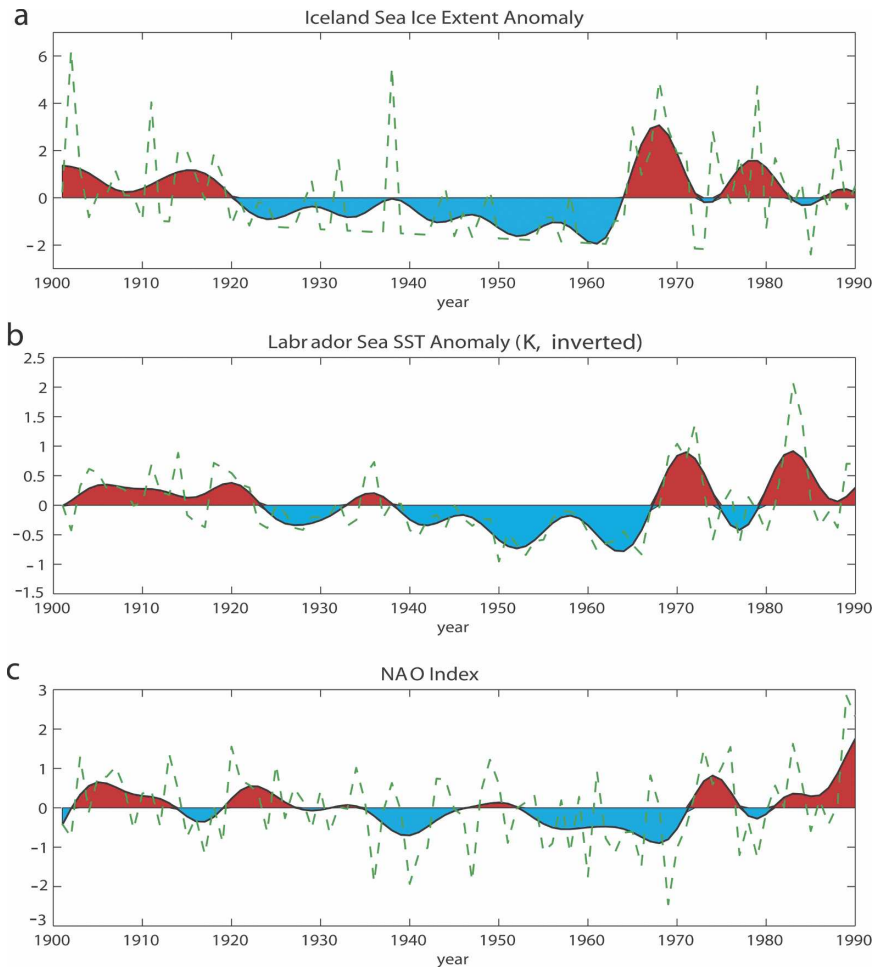 a
Iceland Sea Ice Extent Anomaly
6
4
2
0
−2
1900 1910 1920 1930 1940 1950 1960 1970 1980 1990
year
b
Labrador Sea SST Anomaly (K, inverted)
2.5
2
1.5
1
0.5
0
−0.5
−1
−1.5
1900 1910 1920 1930 1940 1950 1960 1970 1980 1990
year
c
NAO Index
3
2
1
0
−1
−2
−3
1900 1910 1920 1930 1940 1950 1960 1970 1980 1990
year